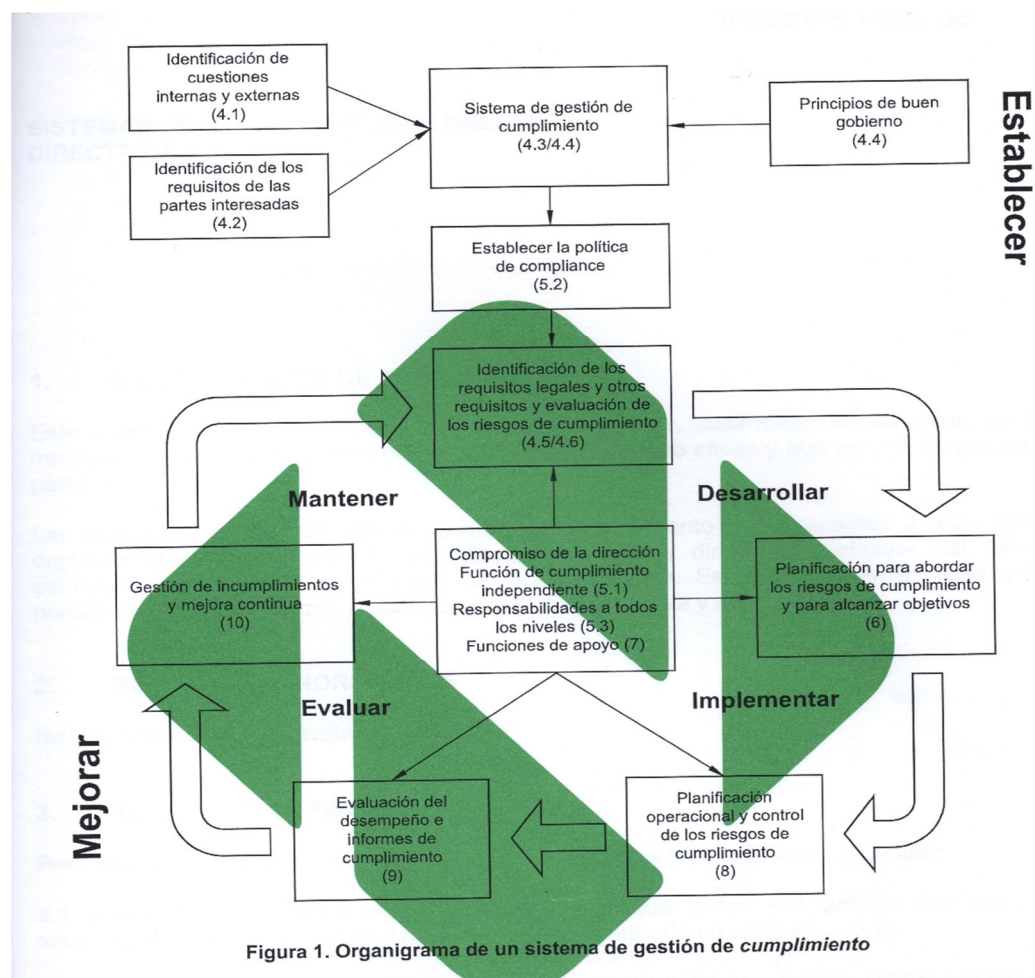 Identificación de
cuestiones
internas y externas
(4.1)
Sistema de gestión de
cumplimiento
(4.3/4.4)
Principios de buen
gobierno
(4.4)
Establecer
Identificación de los
requisitos de las
partes interesadas
(4.2)
Establecer la política
de compliance
(5.2)
Identificación de los
requisitos legales y otros
requisitos y evaluación de
los riesgos de cumplimiento
(4.5/4.6)
Mantener
Desarrollar
Gestión de incumplimientos
y mejora continua
(10)
Compromiso de la dirección
Función de cumplimiento
independiente (5.1)
Responsabilidades a todos
los niveles (5.3)
Funciones de apoyo (7)
Planificación para abordar
los riesgos de cumplimiento
y para alcanzar objetivos
(6)
Evaluar
Implementar
Mejorar
Evaluación del
desempeño e
informes de
cumplimiento
(9)
Planificación
operacional y control
de los riesgos de
cumplimiento
(8)
Figura 1. Organigrama de un sistema de gestión de cumplimiento